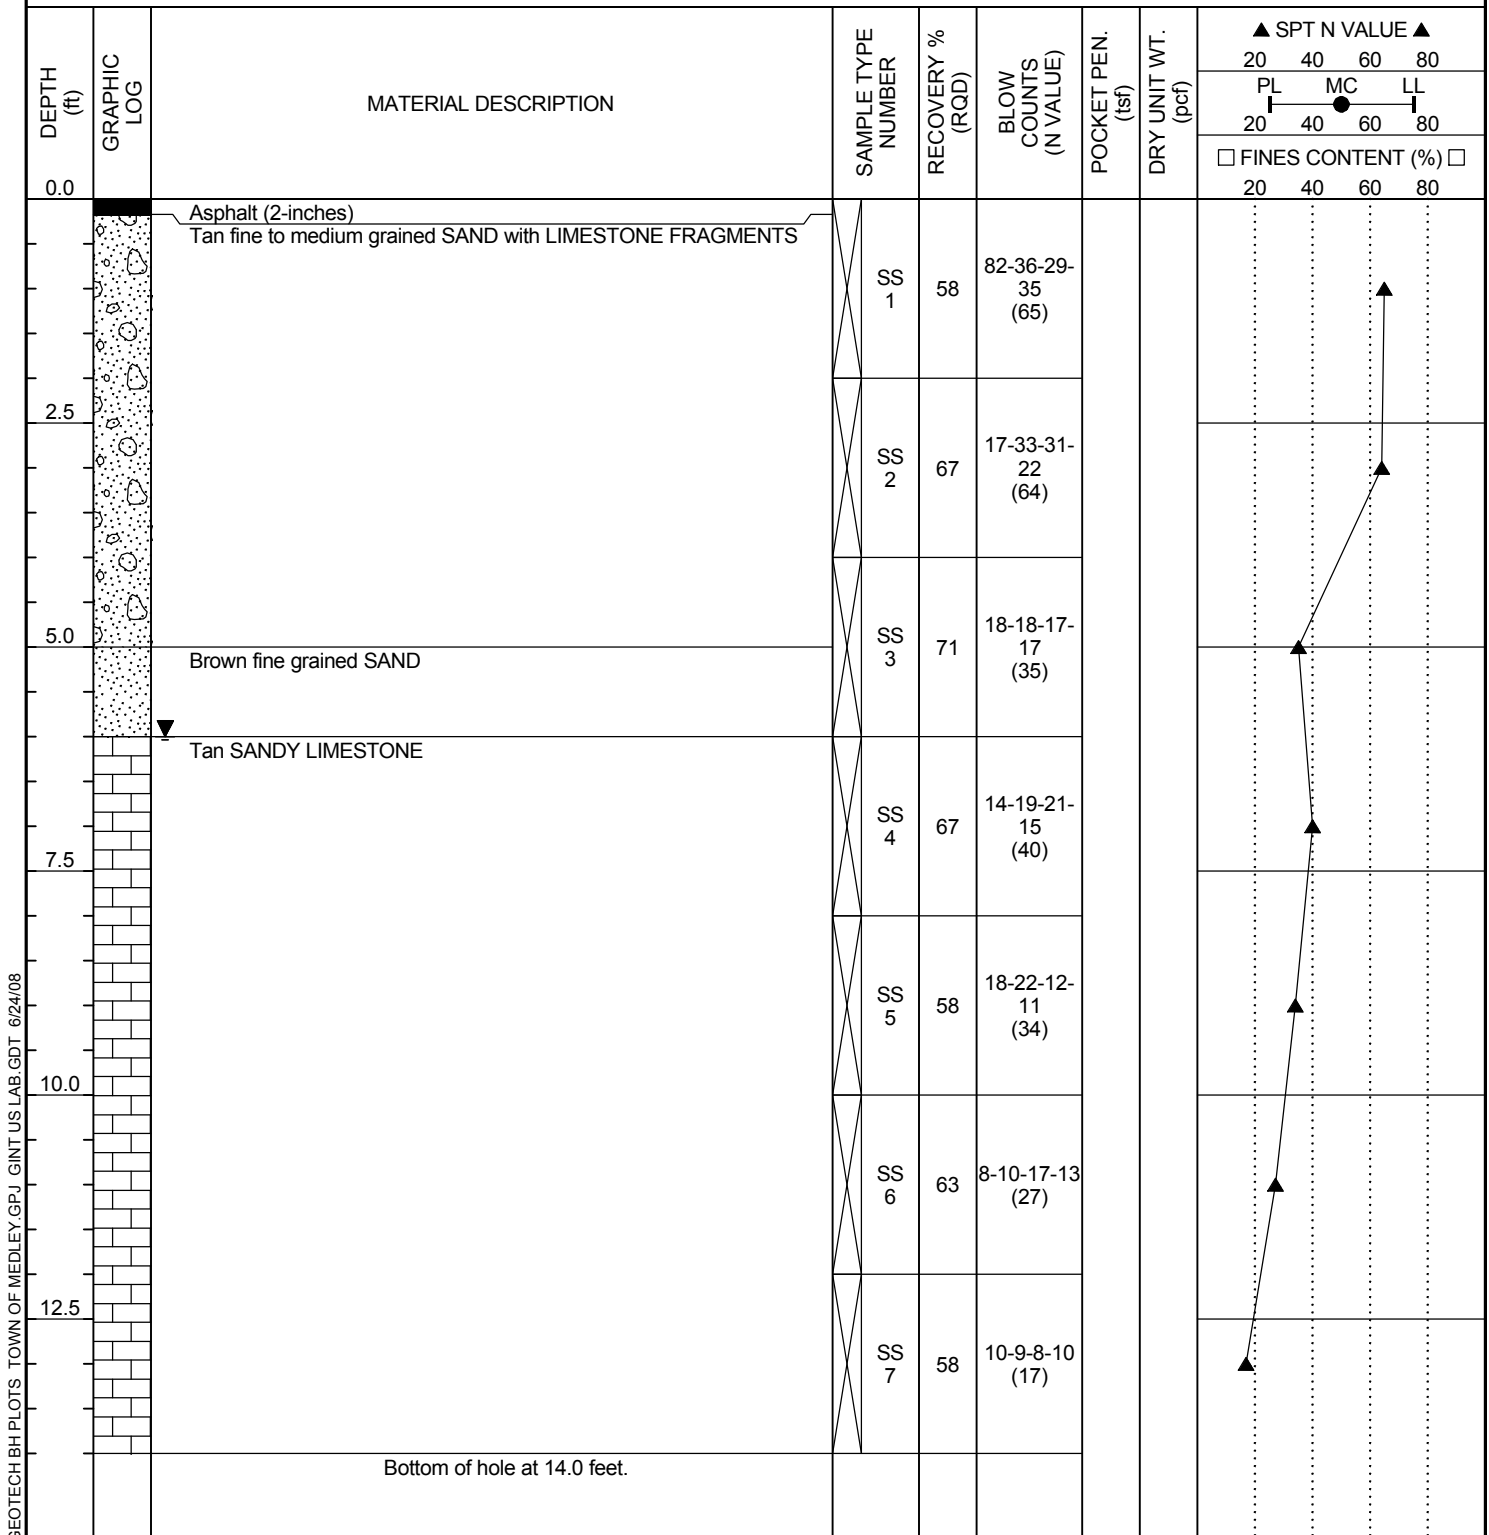 DEPTH
(ft)
GRAPHIC
LOG
MATERIAL DESCRIPTION
SAMPLE TYPE
NUMBER
RECOVERY %
(RQD)
BLOW
COUNTS
(N VALUE)
POCKET PEN.
(tsf)
DRY UNIT WT.
(pcf)
▲ SPT N VALUE ▲
20 40 60 80
PL MC LL
20 40 60 80
□ FINES CONTENT (%) □
20 40 60 80
0.0
Asphalt (2-inches)
Tan fine to medium grained SAND with LIMESTONE FRAGMENTS
SS
1
58
82-36-29-
35
(65)
2.5
SS
2
67
17-33-31-
22
(64)
5.0
Brown fine grained SAND
SS
3
71
18-18-17-
17
(35)
Tan SANDY LIMESTONE
SS
4
67
14-19-21-
15
(40)
7.5
SS
5
58
18-22-12-
11
(34)
10.0
SS
6
63
8-10-17-13
(27)
12.5
SS
7
58
10-9-8-10
(17)
Bottom of hole at 14.0 feet.
GEOTECH BH PLOTS TOWN OF MEDLEY.GPJ GINT US LAB.GDT 6/24/08